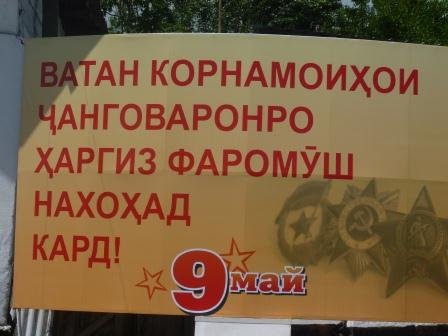 ВАТАН КОРНАМОИҲОИ
ҶАНГОВАРОНРО
ҲАРГИЗ ФАРОМӮШ
НАХОҲАД
КАРД!
9 май